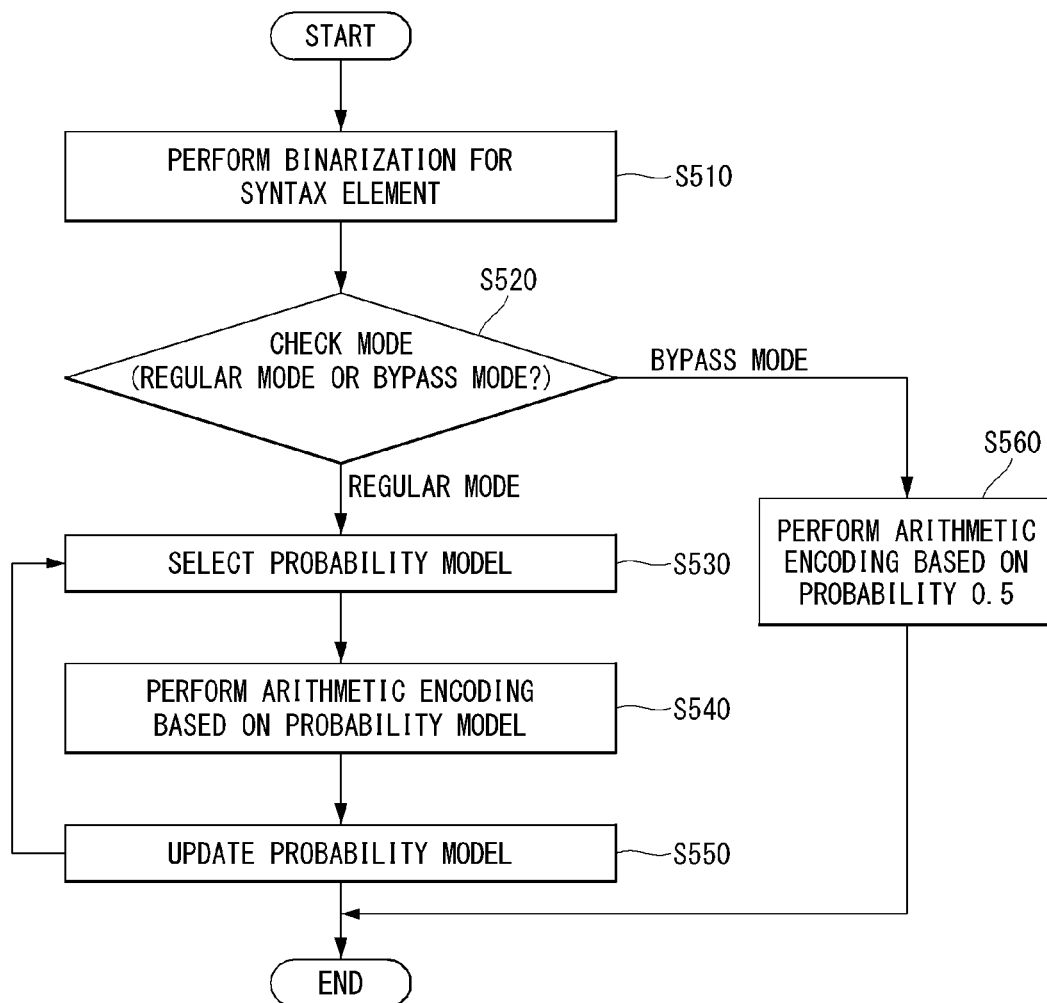 START
PERFORM BINARIZATION FOR
SYNTAX ELEMENT
S510
S520
CHECK MODE
(REGULAR MODE OR BYPASS MODE?)
BYPASS MODE
REGULAR MODE
S560
PERFORM ARITHMETIC
ENCODING BASED ON
PROBABILITY 0.5
SELECT PROBABILITY MODEL
S530
PERFORM ARITHMETIC ENCODING
BASED ON PROBABILITY MODEL
S540
UPDATE PROBABILITY MODEL
S550
END